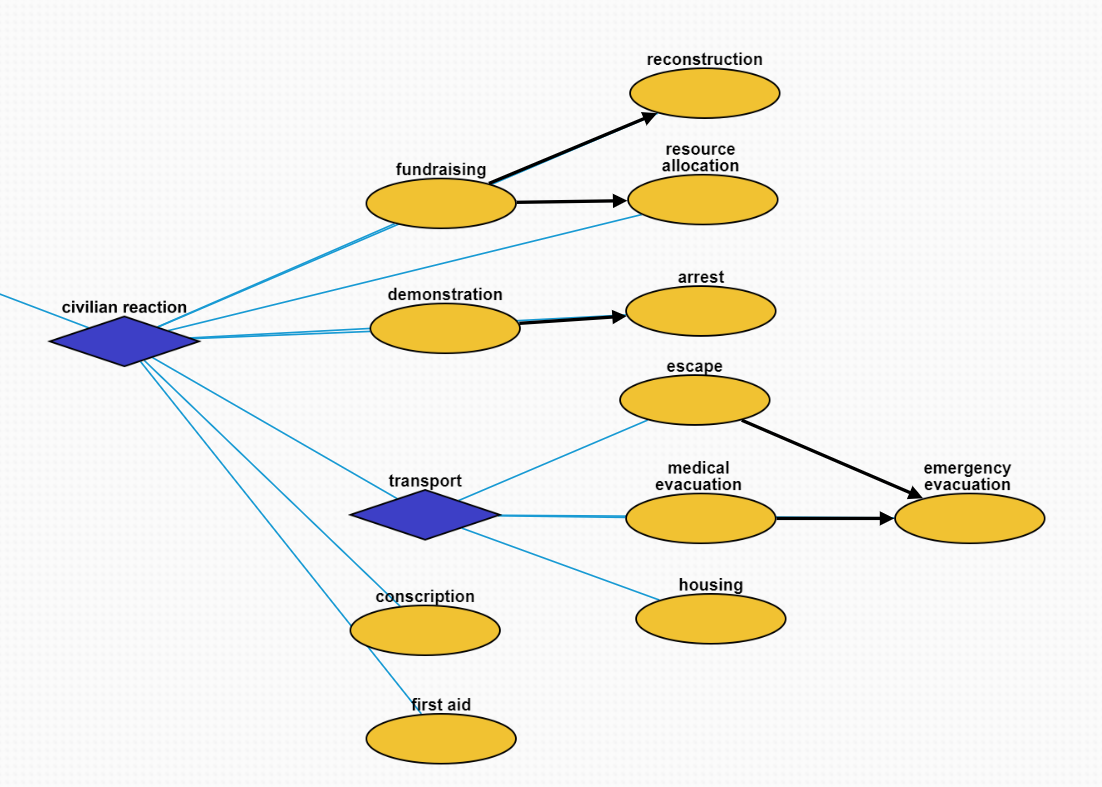 reconstruction
resource
allocation
fundraising
arrest
demonstration
civilian reaction
escape
medical
evacuation
emergency
evacuation
transport
housing
conscription
first aid